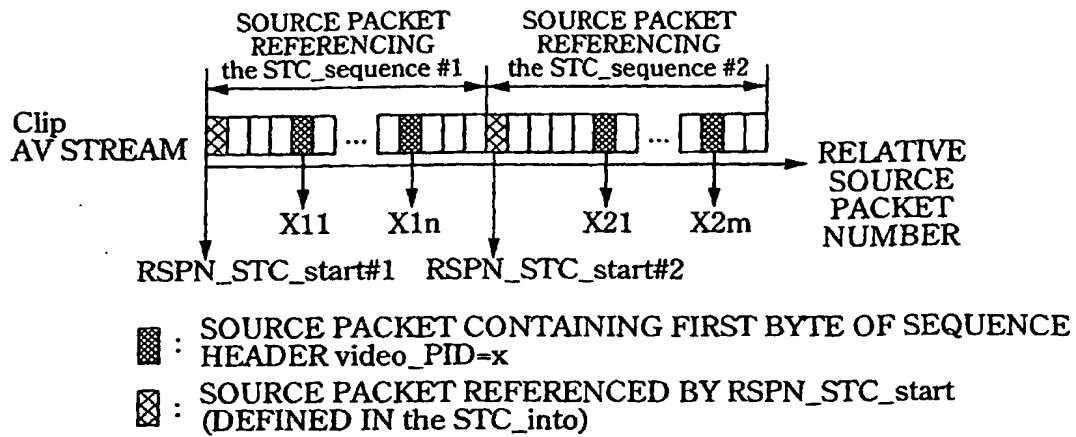 SOURCE PACKET
REFERENCING
the STC_sequence #1
SOURCE PACKET
REFERENCING
the STC_sequence #2
Clip
AV STREAM
...
...
RELATIVE
SOURCE
PACKET
NUMBER
X11
X1n
X21
X2m
RSPN_STC_start#1
RSPN_STC_start#2
: SOURCE PACKET CONTAINING FIRST BYTE OF SEQUENCE
HEADER video_PID=x
: SOURCE PACKET REFERENCED BY RSPN_STC_start
(DEFINED IN the STC_into)